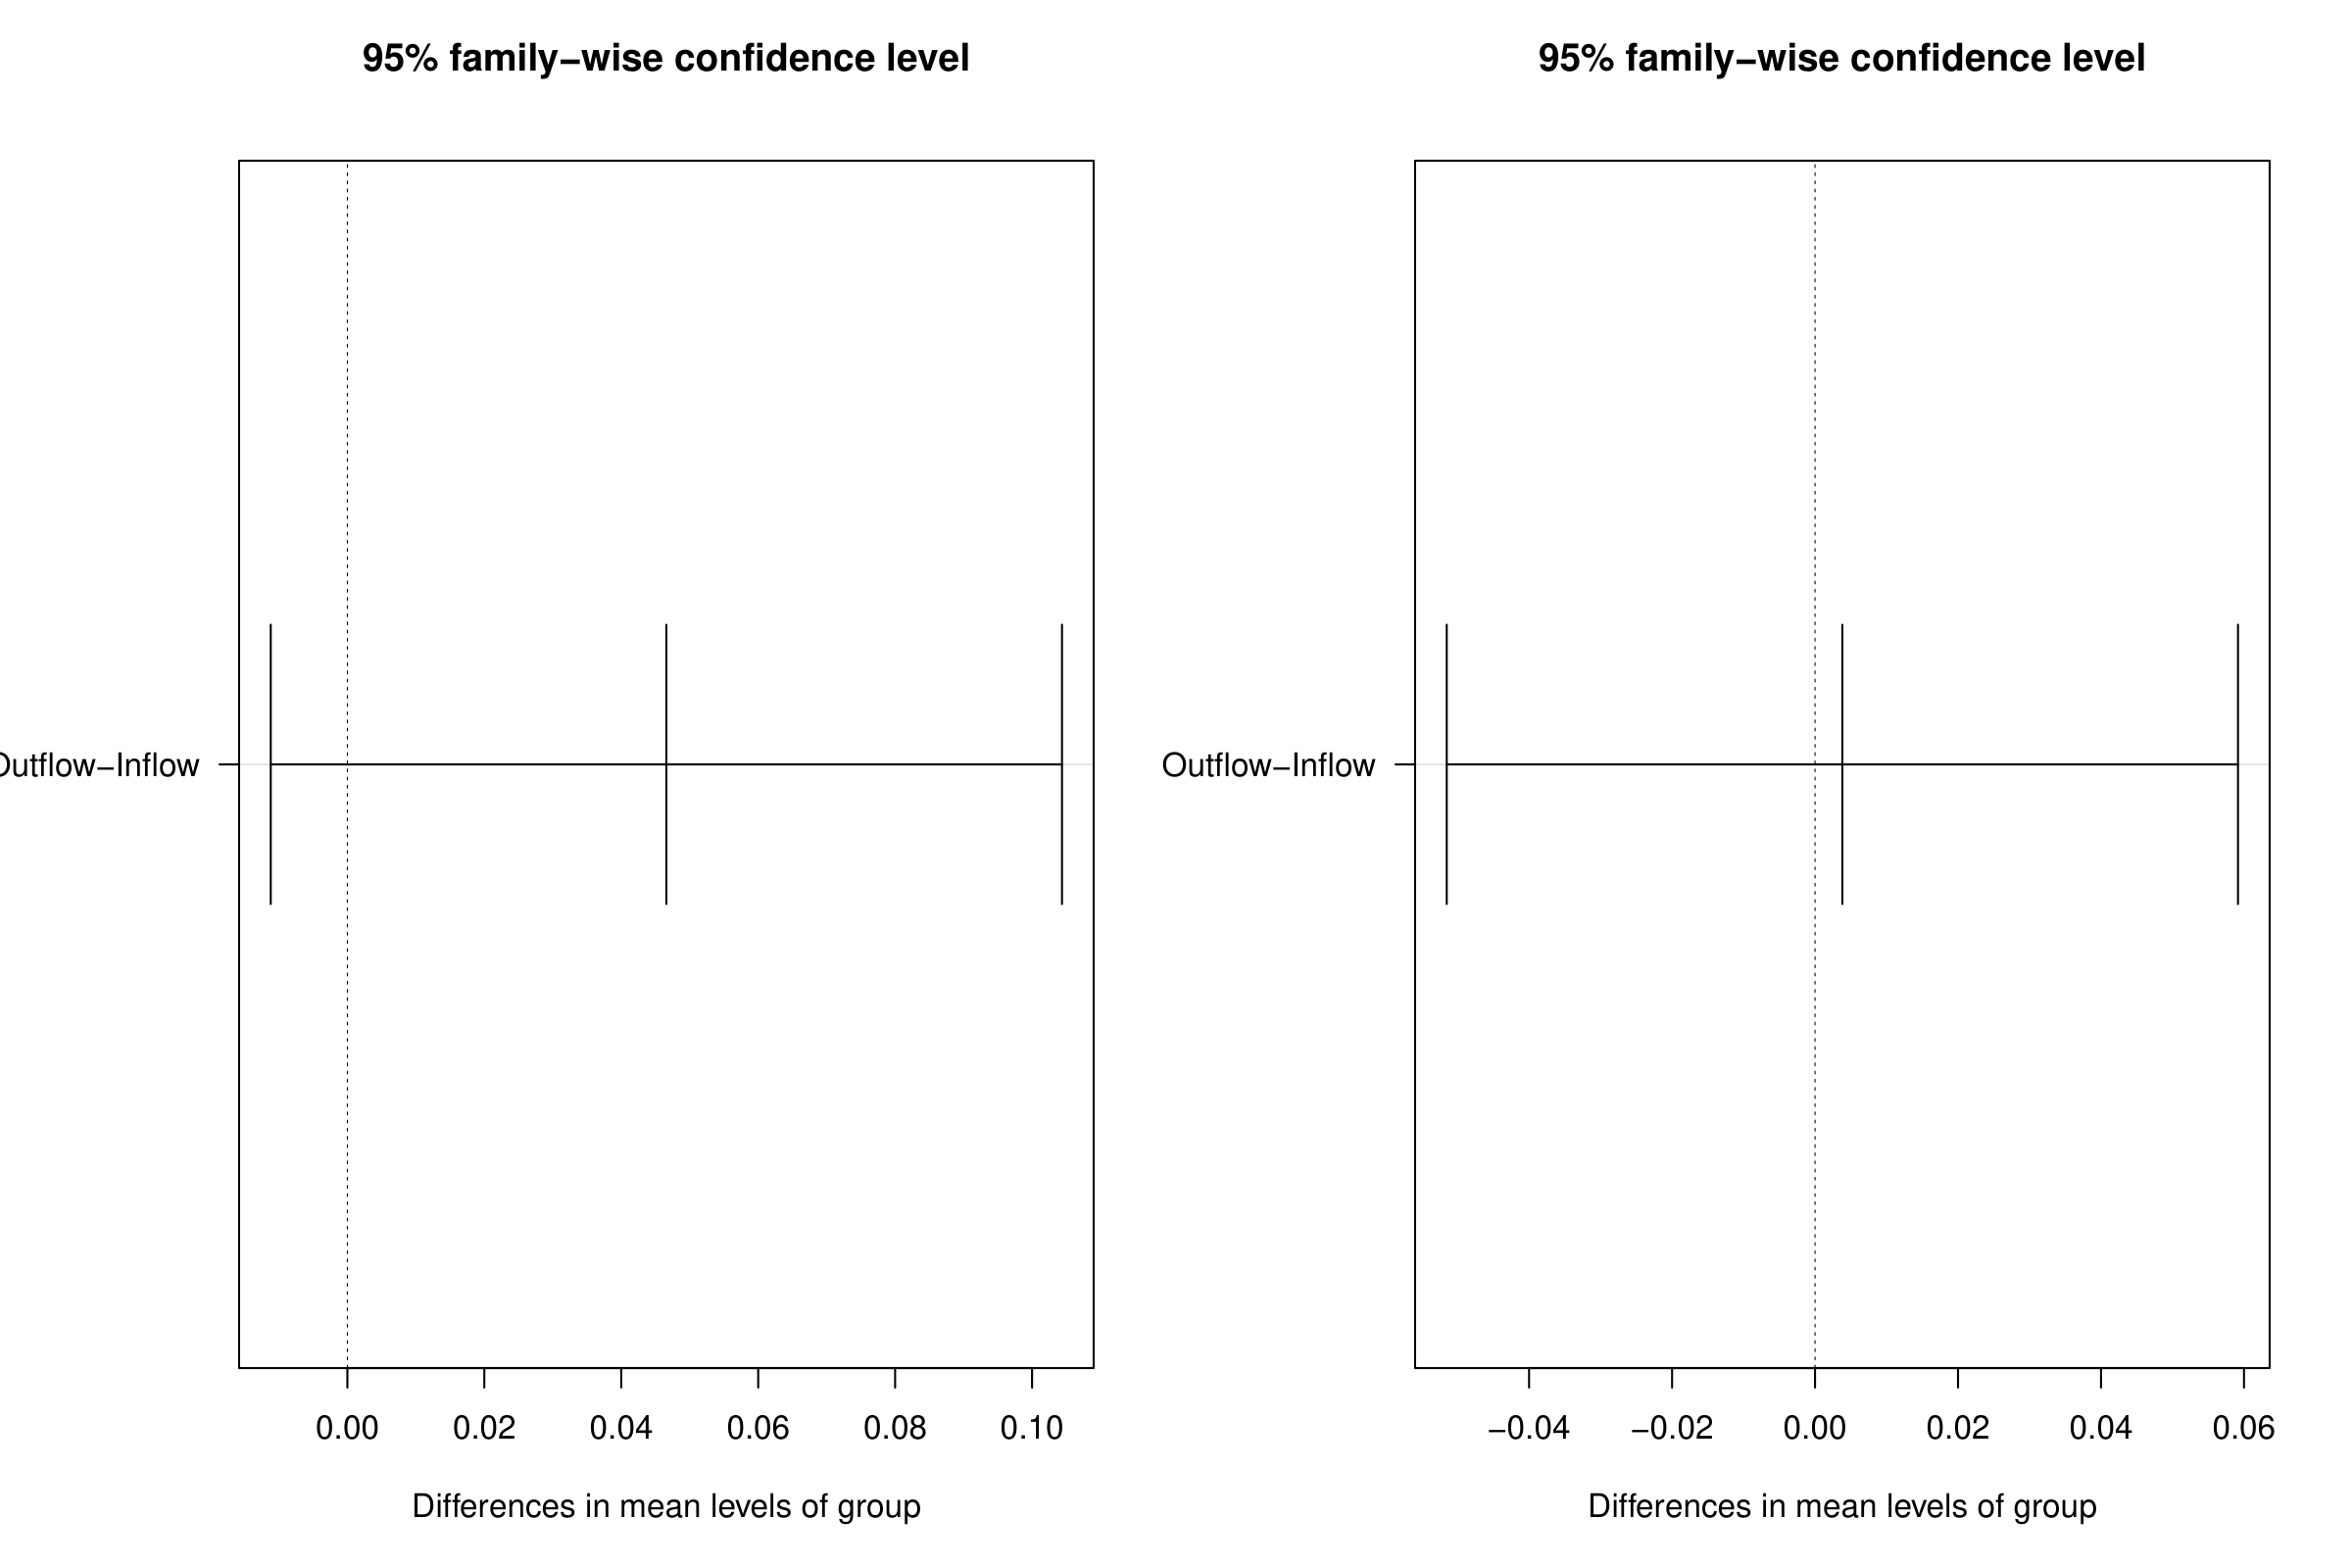 95% family−wise confidence level
Outflow−Inflow
0.00 0.02 0.04 0.06 0.08 0.10
Differences in mean levels of group
95% family−wise confidence level
Outflow−Inflow
−0.04 −0.02 0.00 0.02 0.04 0.06
Differences in mean levels of group